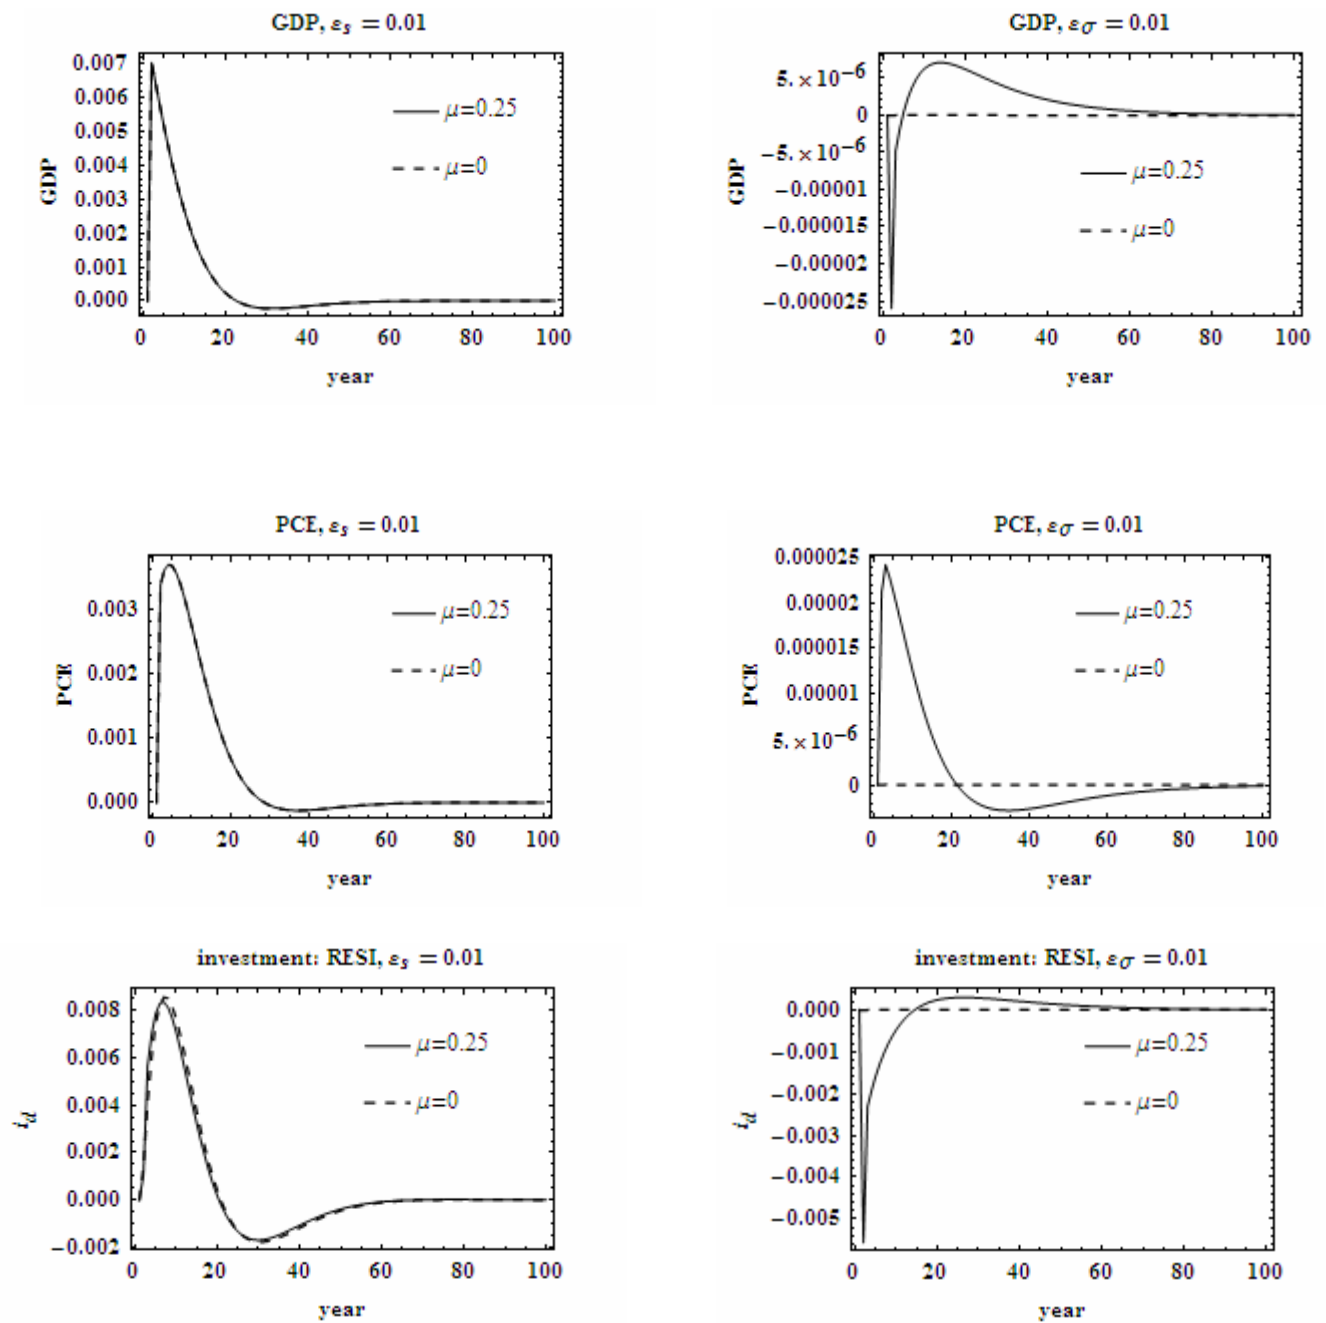 GDP, εs = 0.01
GDP
0.007
0.006
0.005
0.004
0.003
0.002
0.001
0.000
μ=0.25
μ=0
0 20 40 60 80 100
year
GDP, εσ = 0.01
GDP
5.×10−6
0
−5.×10−6
−0.00001
−0.000015
−0.00002
−0.000025
μ=0.25
μ=0
0 20 40 60 80 100
year
PCE, εs = 0.01
PCE
0.003
0.002
0.001
0.000
μ=0.25
μ=0
0 20 40 60 80 100
year
PCE, εσ = 0.01
PCE
0.000025
0.00002
0.000015
0.00001
5.×10−6
0
μ=0.25
μ=0
0 20 40 60 80 100
year
investment: RESI, εs = 0.01
id
0.008
0.006
0.004
0.002
0.000
−0.002
μ=0.25
μ=0
0 20 40 60 80 100
year
investment: RESI, εσ = 0.01
id
0.000
−0.001
−0.002
−0.003
−0.004
−0.005
μ=0.25
μ=0
0 20 40 60 80 100
year